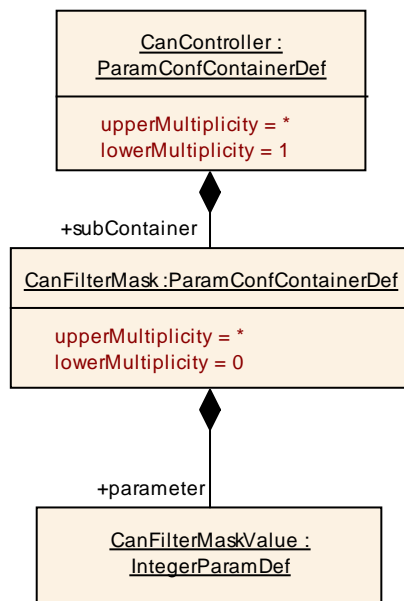 CanController :
ParamConfContainerDef
upperMultiplicity = *
lowerMultiplicity = 1
+subContainer
CanFilterMask :ParamConfContainerDef
upperMultiplicity = *
lowerMultiplicity = 0
+parameter
CanFilterMaskValue :
IntegerParamDef